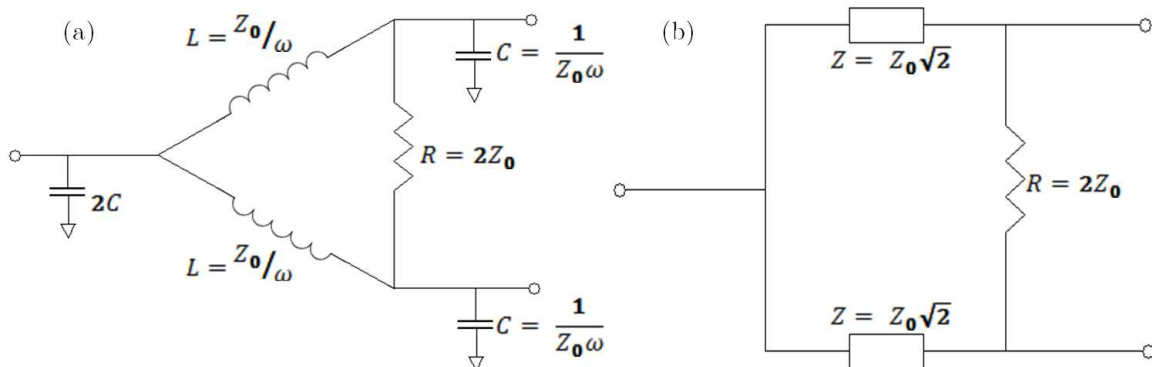 (a)
L = Z₀/ω
C = 1/Z₀ω
R = 2Z₀
2C
L = Z₀/ω
C = 1/Z₀ω
(b)
Z = Z₀√2
R = 2Z₀
Z = Z₀√2